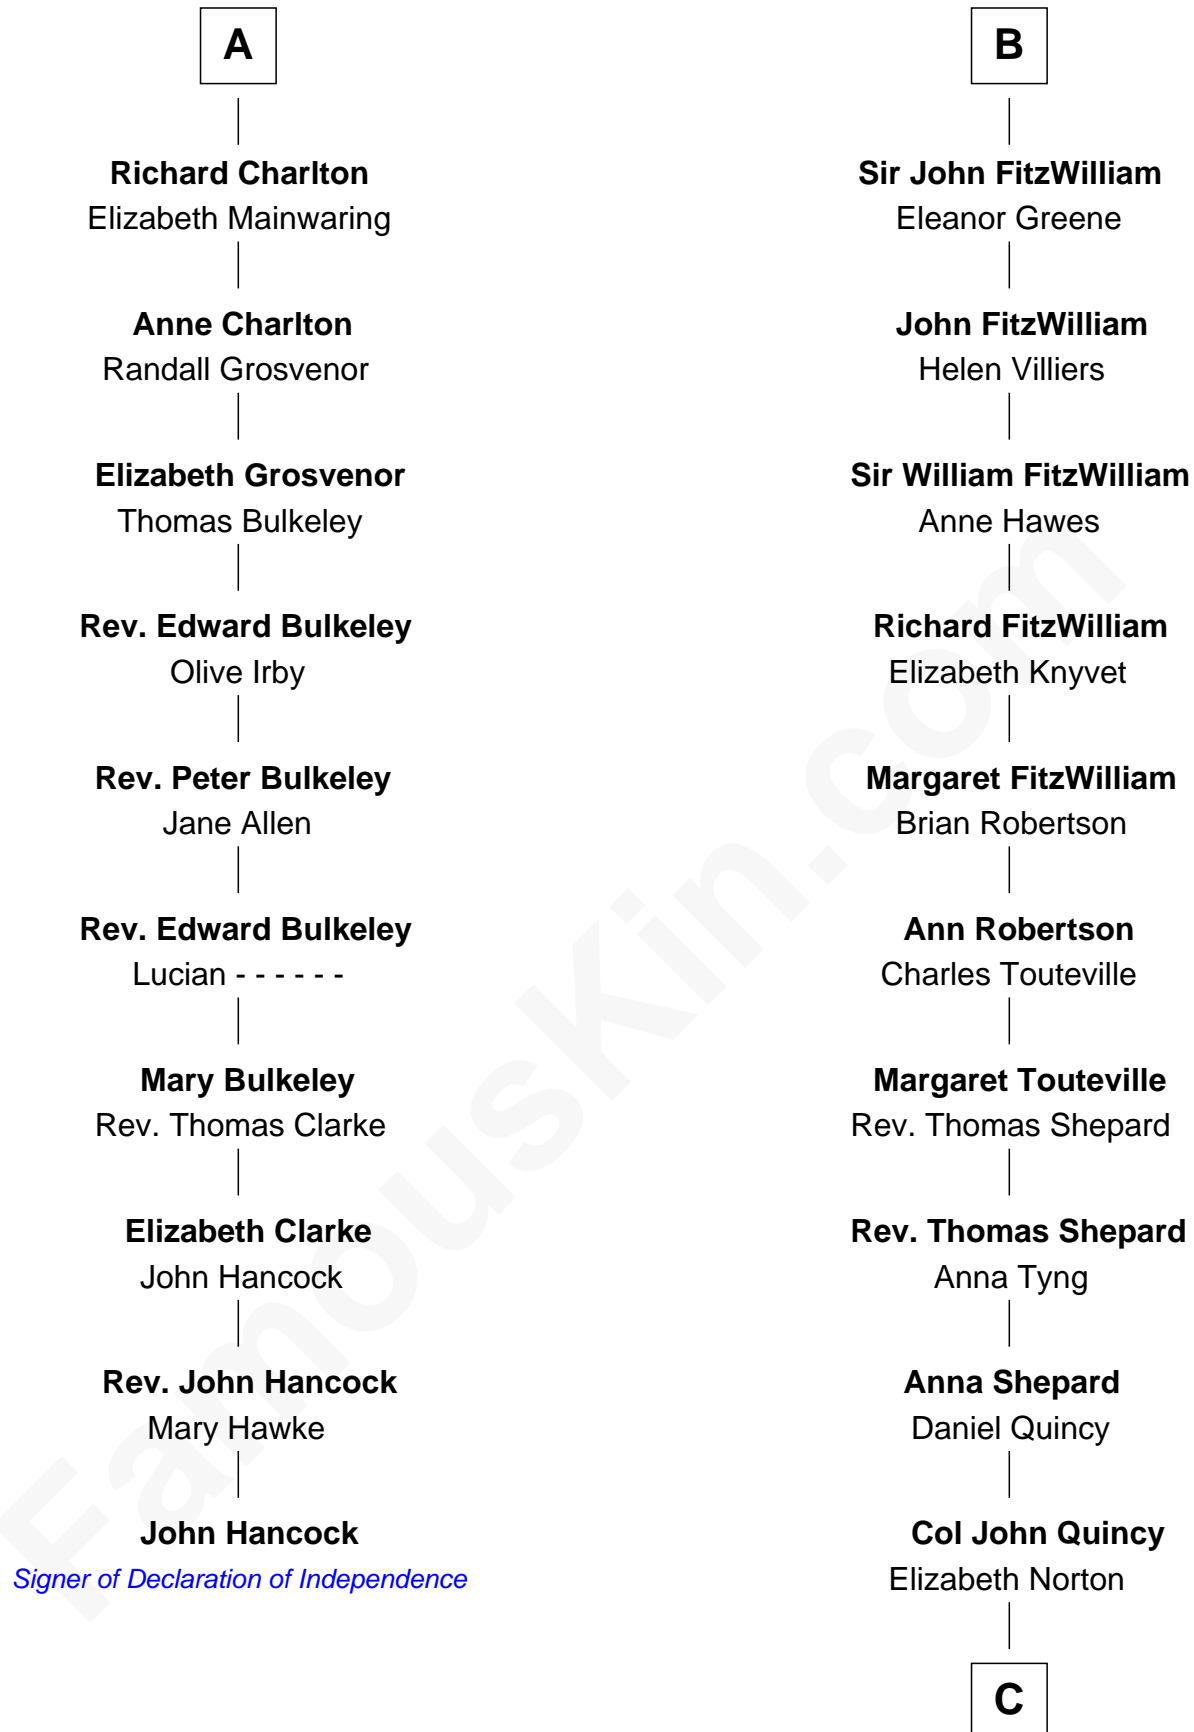 A
Richard Charlton
Elizabeth Mainwaring
Anne Charlton
Randall Grosvenor
Elizabeth Grosvenor
Thomas Bulkeley
Rev. Edward Bulkeley
Olive Irby
Rev. Peter Bulkeley
Jane Allen
Rev. Edward Bulkeley
Lucian - - - - - -
Mary Bulkeley
Rev. Thomas Clarke
Elizabeth Clarke
John Hancock
Rev. John Hancock
Mary Hawke
John Hancock
Signer of Declaration of Independence
B
Sir John FitzWilliam
Eleanor Greene
John FitzWilliam
Helen Villiers
Sir William FitzWilliam
Anne Hawes
Richard FitzWilliam
Elizabeth Knyvet
Margaret FitzWilliam
Brian Robertson
Ann Robertson
Charles Touteville
Margaret Touteville
Rev. Thomas Shepard
Rev. Thomas Shepard
Anna Tyng
Anna Shepard
Daniel Quincy
Col John Quincy
Elizabeth Norton
C
FamousKin.com